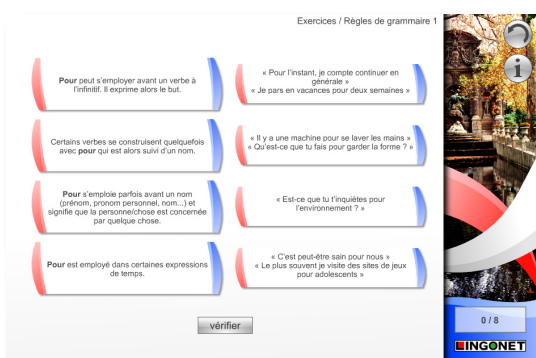 Exercices / Règles de grammaire 1
Pour peut s'employer avant un verbe à
l'infinitif. Il exprime alors le but.
« Pour l'instant, je compte continuer en
générale »
« Je pars en vacances pour deux semaines »
Certains verbes se construisent quelquefois
avec pour qui est alors suivi d'un nom.
« Il y a une machine pour se laver les mains »
« Qu'est-ce que tu fais pour garder la forme ? »
Pour s'emploie parfois avant un nom
(prénom, pronom personnel, nom...) et
signifie que la personne/chose est concernée
par quelque chose.
« Est-ce que tu t'inquiètes pour
l'environnement ? »
Pour est employé dans certaines expressions
de temps.
« C'est peut-être sain pour nous »
« Le plus souvent je visite des sites de jeux
pour adolescents »
vérifier
i
0 / 8
LINGONET